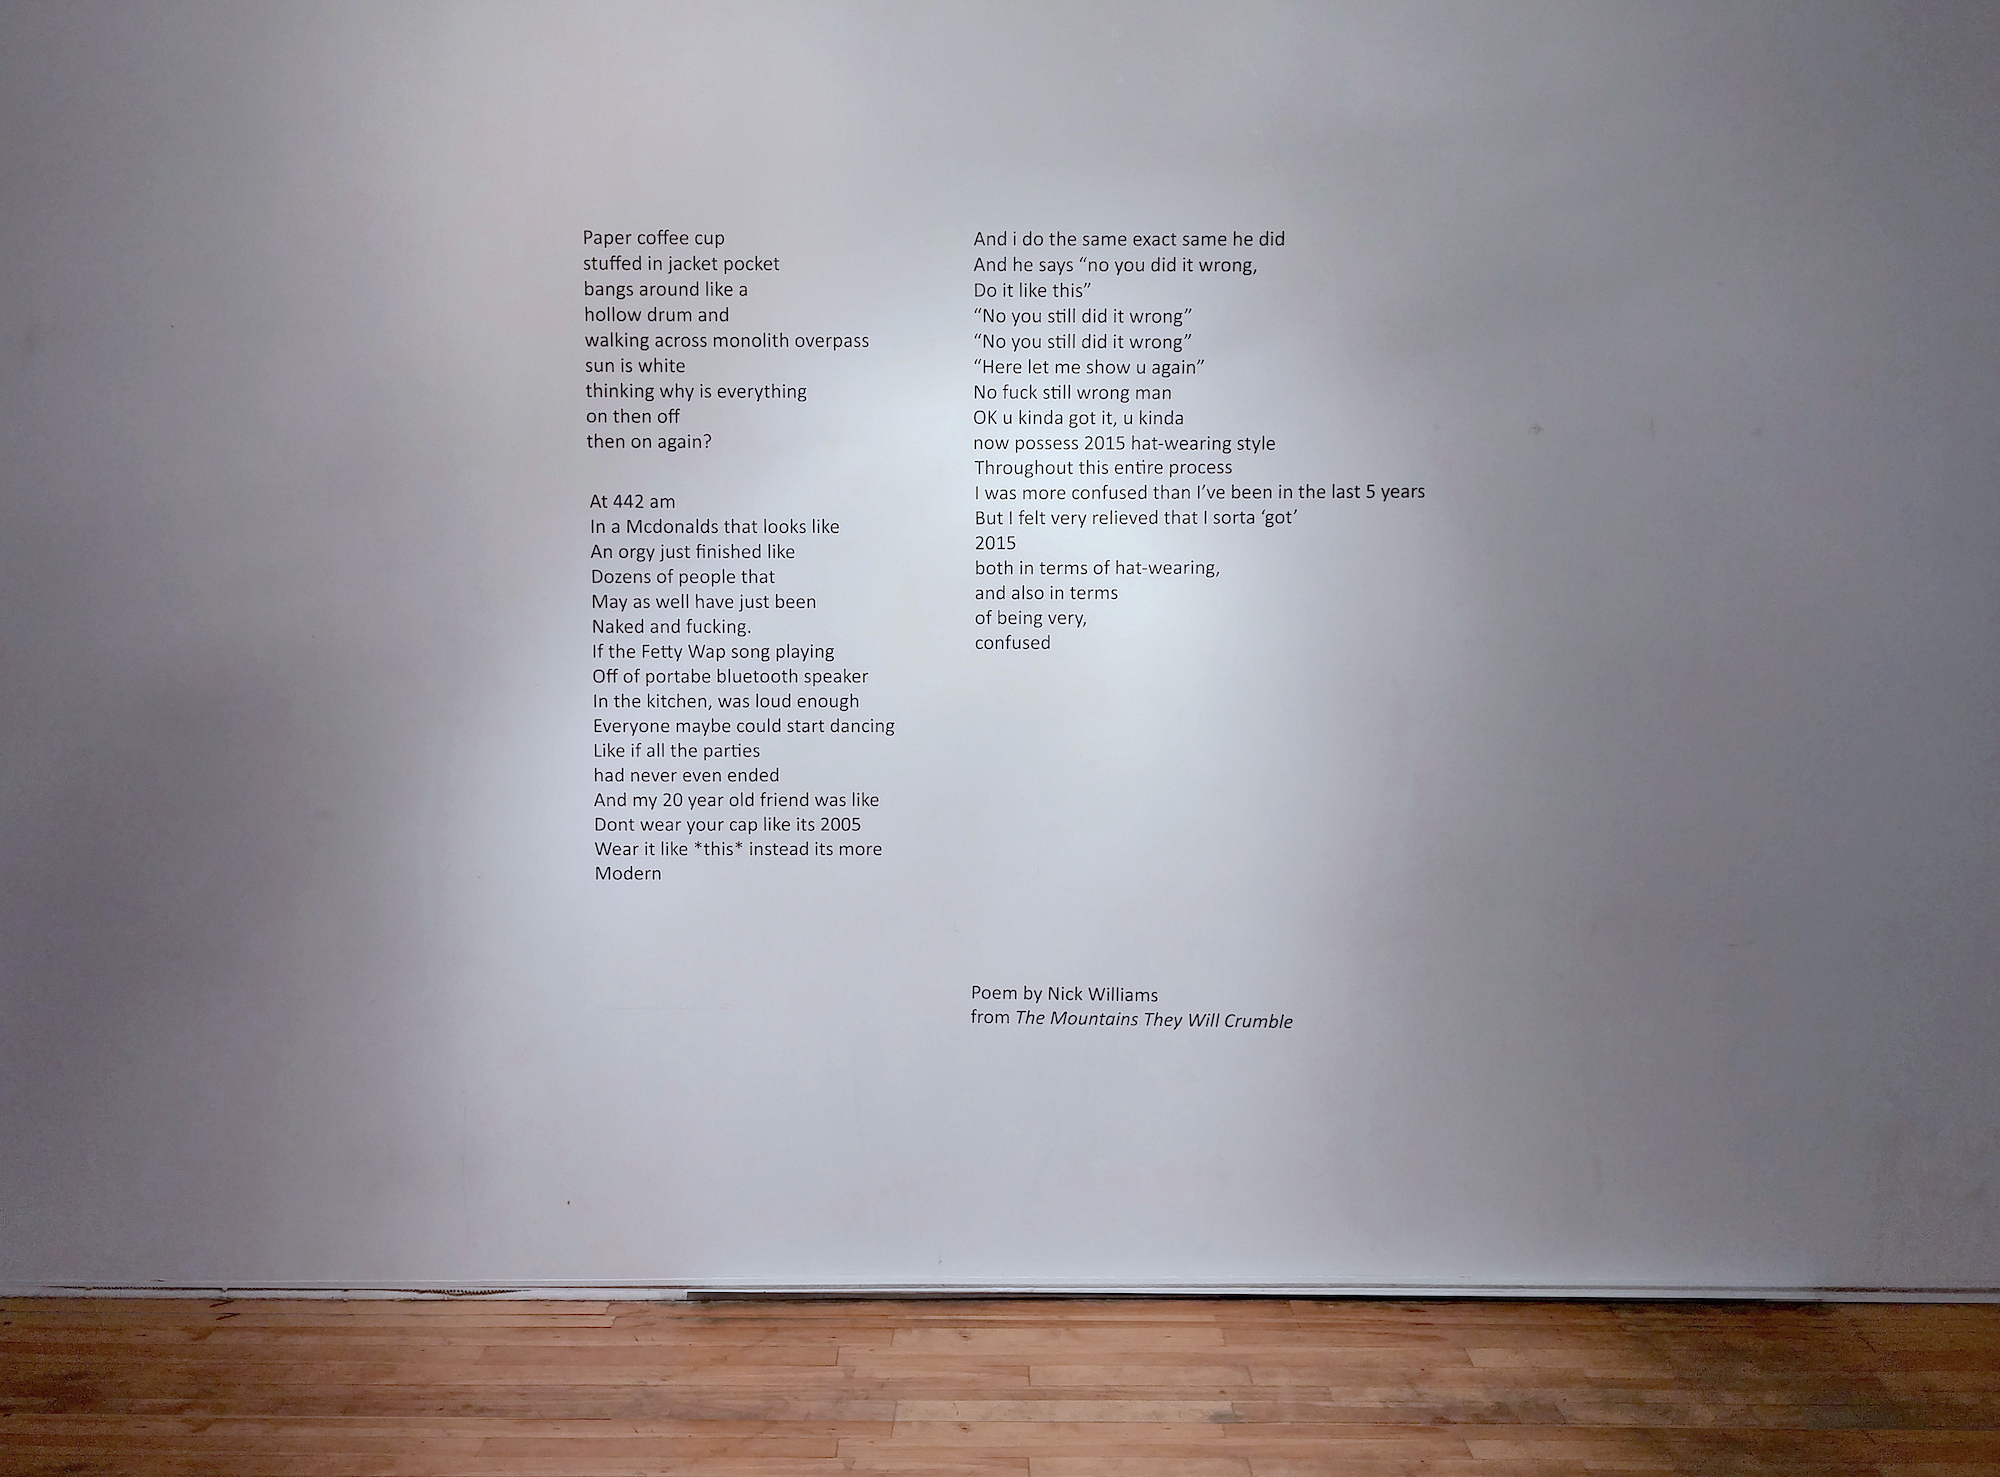 Paper coffee cup
stuffed in jacket pocket
bangs around like a
hollow drum and
walking across monolith overpass
sun is white
thinking why is everything
on then off
then on again?
At 442 am
In a Mcdonalds that looks like
An orgy just finished like
Dozens of people that
May as well have just been
Naked and fucking.
If the Fetty Wap song playing
Off of portabe bluetooth speaker
In the kitchen, was loud enough
Everyone maybe could start dancing
Like if all the parties
had never even ended
And my 20 year old friend was like
Dont wear your cap like its 2005
Wear it like *this* instead its more
Modern
And i do the same exact same he did
And he says “no you did it wrong,
Do it like this”
“No you still did it wrong”
“No you still did it wrong”
“Here let me show u again”
No fuck still wrong man
OK u kinda got it, u kinda
now possess 2015 hat-wearing style
Throughout this entire process
I was more confused than I’ve been in the last 5 years
But I felt very relieved that I sorta ‘got’
2015
both in terms of hat-wearing,
and also in terms
of being very,
confused
Poem by Nick Williams
from The Mountains They Will Crumble